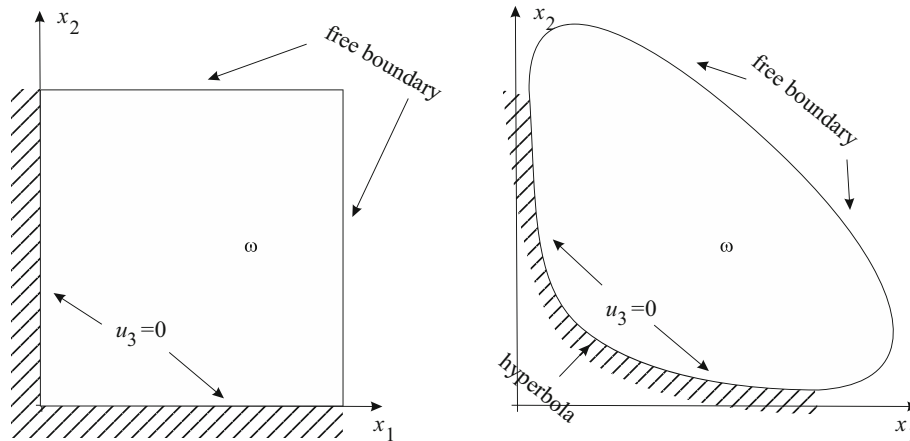 x₂
free boundary
ω
u₃=0
x₁
x₂
free boundary
ω
u₃=0
hyperbola
x